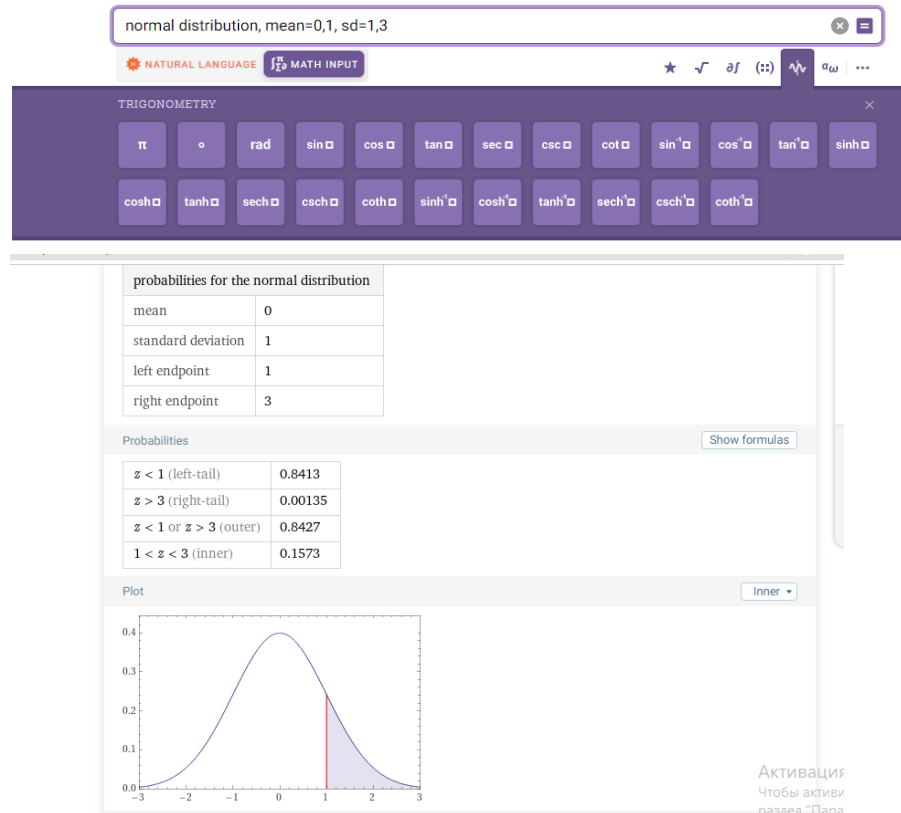 normal distribution, mean=0,1, sd=1,3
NATURAL LANGUAGE ∫Σ∂π MATH INPUT
★ √ ∂∫ (::) αω ···
TRIGONOMETRY ×
π ° rad sin cos tan sec csc cot sin⁻¹ cos⁻¹ tan⁻¹ sinh
cosh tanh sech csch coth sinh⁻¹ cosh⁻¹ tanh⁻¹ sech⁻¹ csch⁻¹ coth⁻¹
probabilities for the normal distribution
mean 0
standard deviation 1
left endpoint 1
right endpoint 3
Probabilities Show formulas
z < 1 (left-tail) 0.8413
z > 3 (right-tail) 0.00135
z < 1 or z > 3 (outer) 0.8427
1 < z < 3 (inner) 0.1573
Plot Inner
0.4
0.3
0.2
0.1
0.0
-3 -2 -1 0 1 2 3
Активация
Чтобы активи
раздел "Пара